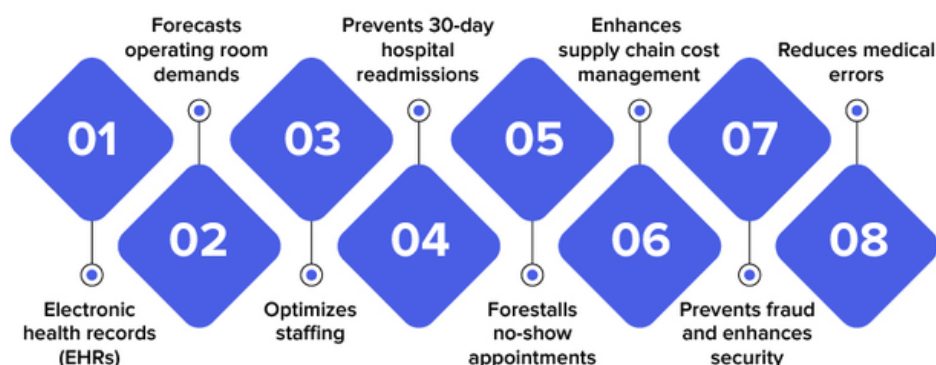 01
Electronic
health records
(EHRs)
Forecasts
operating room
demands
02
03
Optimizes
staffing
Prevents 30-day
hospital
readmissions
04
05
Forestalls
no-show
appointments
Enhances
supply chain cost
management
06
07
Prevents fraud
and enhances
security
Reduces medical
errors
08